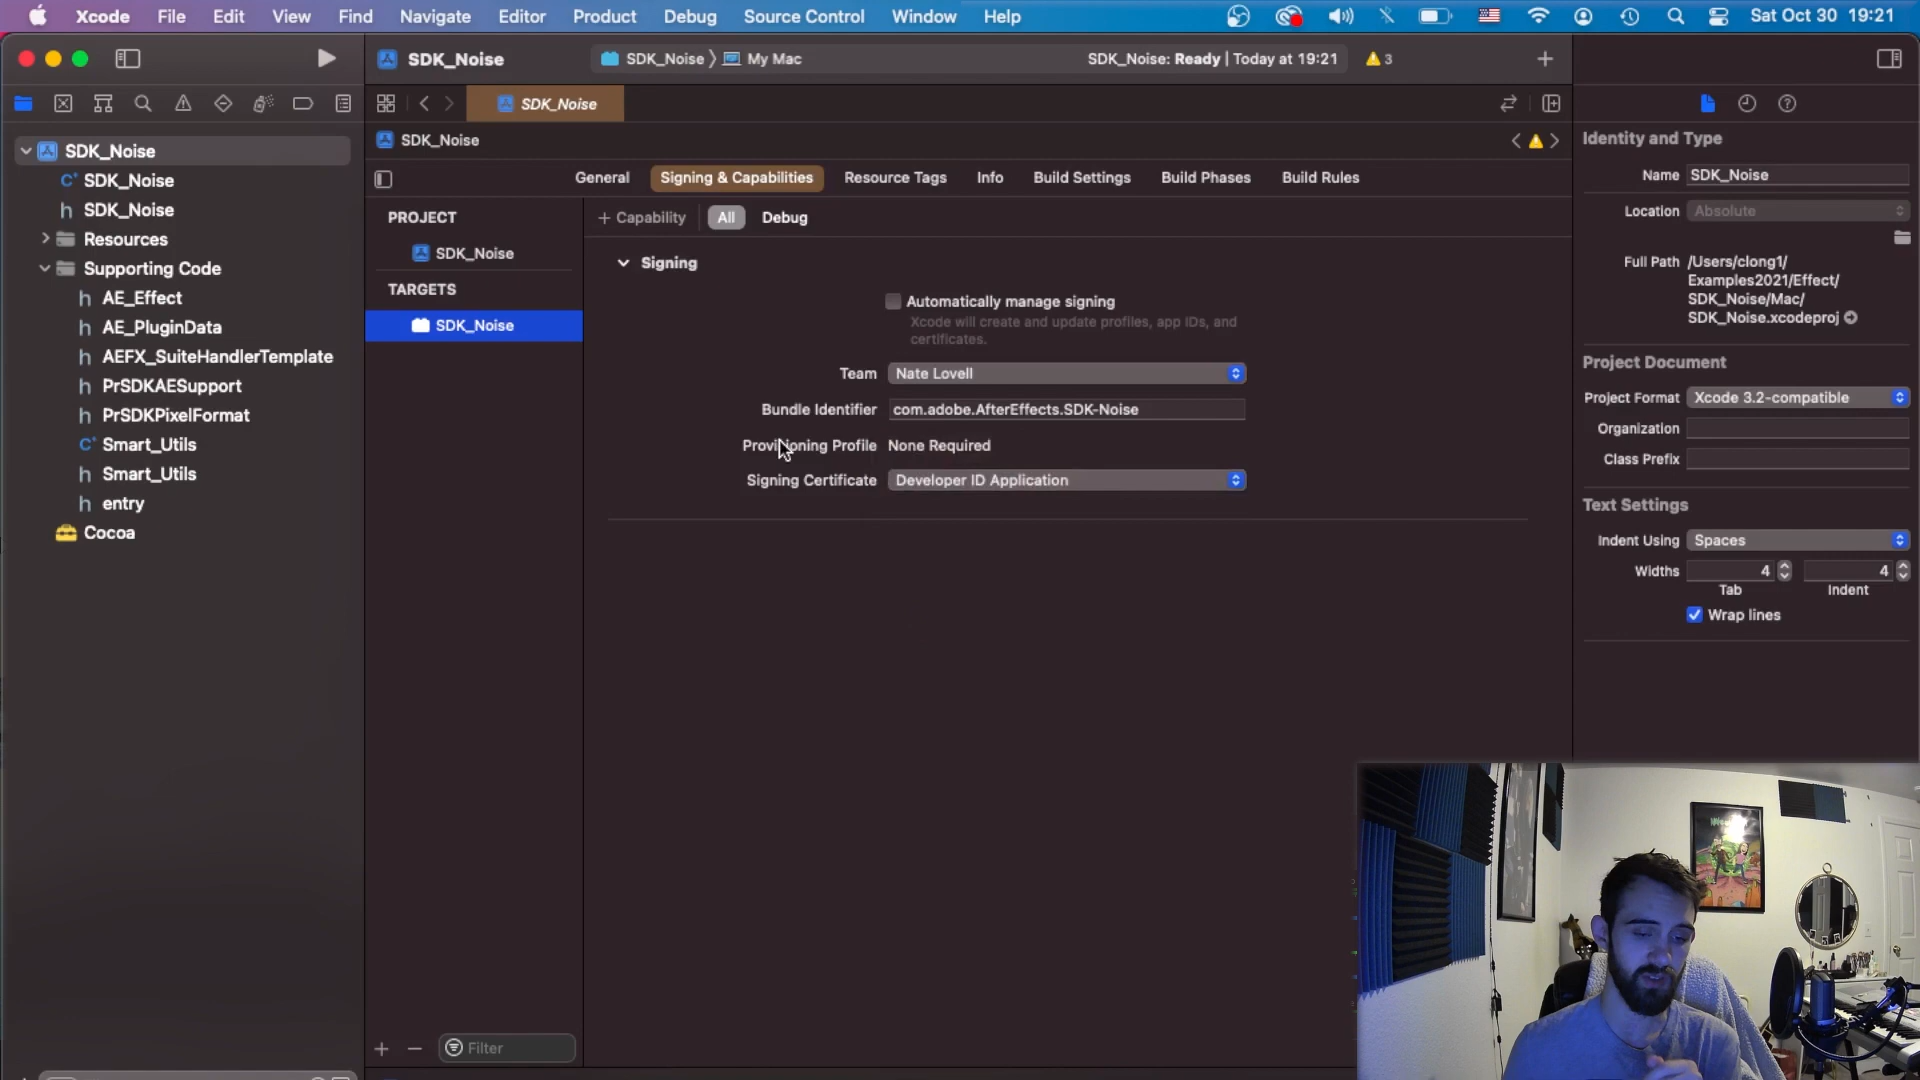 Xcode File Edit View Find Navigate Editor Product Debug Source Control Window Help Sat Oct 30 19:21
SDK_Noise SDK_Noise My Mac SDK_Noise: Ready | Today at 19:21 3
SDK_Noise
SDK_Noise
SDK_Noise
SDK_Noise
SDK_Noise
Resources
Supporting Code
AE_Effect
AE_PluginData
AEFX_SuiteHandlerTemplate
PrSDKAESupport
PrSDKPixelFormat
Smart_Utils
Smart_Utils
entry
Cocoa
General Signing & Capabilities Resource Tags Info Build Settings Build Phases Build Rules
PROJECT
SDK_Noise
TARGETS
SDK_Noise
Filter
+ Capability All Debug
Signing
Automatically manage signing
Xcode will create and update profiles, app IDs, and
certificates.
Team Nate Lovell
Bundle Identifier com.adobe.AfterEffects.SDK-Noise
Provisioning Profile None Required
Signing Certificate Developer ID Application
Identity and Type
Name SDK_Noise
Location Absolute
Full Path /Users/clong1/
Examples2021/Effect/
SDK_Noise/Mac/
SDK_Noise.xcodeproj
Project Document
Project Format Xcode 3.2-compatible
Organization
Class Prefix
Text Settings
Indent Using Spaces
Widths 4 4
Tab Indent
Wrap lines